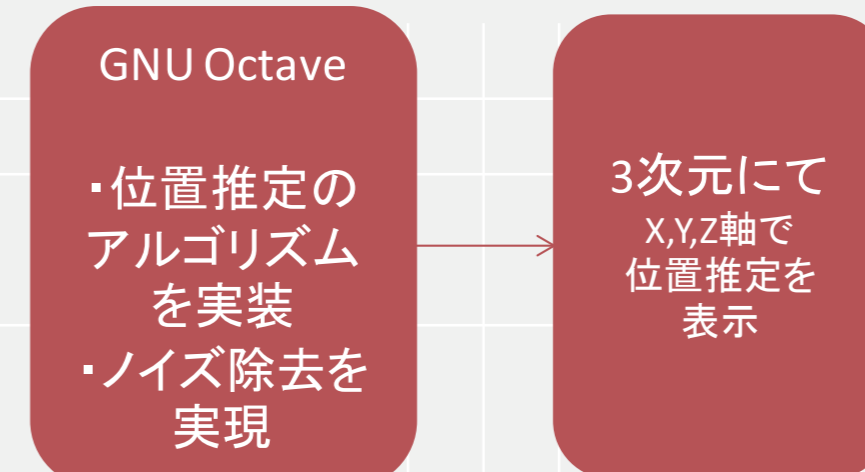 GNU Octave
・位置推定の
アルゴリズム
を実装
・ノイズ除去を
実現
3次元にて
X,Y,Z軸で
位置推定を
表示